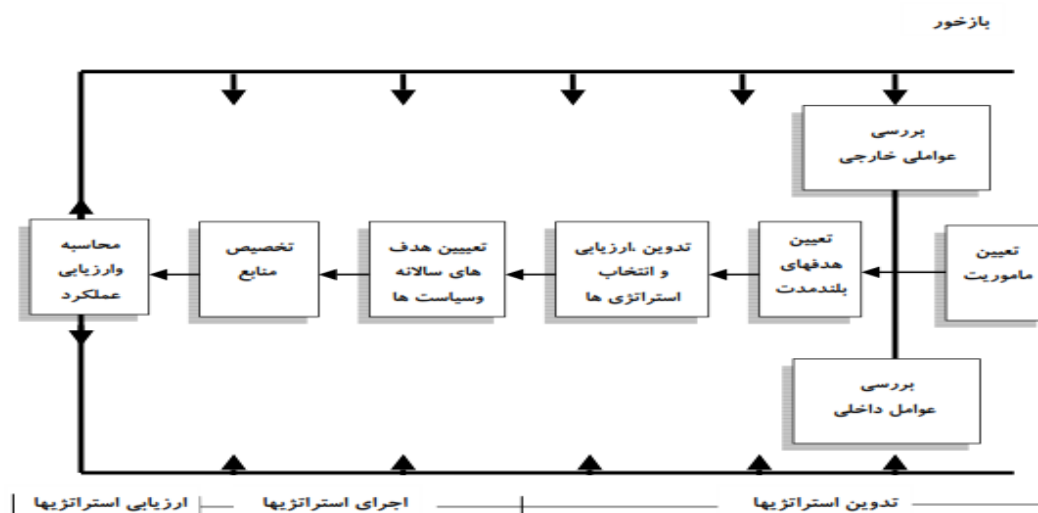 بازخور
بررسی
عواملی خارجی
تعیین
ماموریت
تعیین
هدفهای
بلندمدت
تدوین ،ارزیابی
و انتخاب
استراتژی ها
تعییین هدف
های سالانه
وسیاست ها
تخصیص
منابع
محاسبه
وارزیابی
عملکرد
بررسی
عوامل داخلی
تدوین استراتژیها
اجرای استراتژیها
ارزیابی استراتژیها